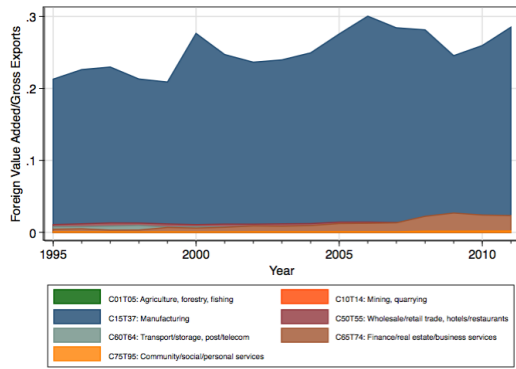 Foreign Value Added/Gross Exports
.3
.2
.1
0
1995
2000
2005
2010
Year
C01T05: Agriculture, forestry, fishing
C10T14: Mining, quarrying
C15T37: Manufacturing
C50T55: Wholesale/retail trade, hotels/restaurants
C60T64: Transport/storage, post/telecom
C65T74: Finance/real estate/business services
C75T95: Community/social/personal services